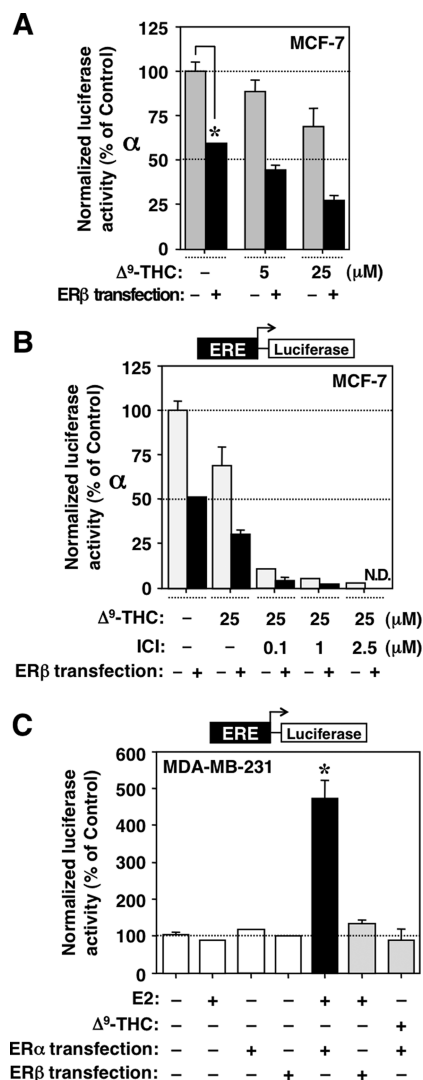 A
MCF-7
Normalized luciferase
activity (% of Control)
α
125
100
75
50
25
0
*
Δ⁹-THC: – 5 25 (μM)
ERβ transfection: – + – + – +
B
ERE Luciferase
MCF-7
Normalized luciferase
activity (% of Control)
α
125
100
75
50
25
0
N.D.
Δ⁹-THC: – 25 25 25 25 (μM)
ICI: – – 0.1 1 2.5 (μM)
ERβ transfection: – + – + – + – + – +
C
ERE Luciferase
MDA-MB-231
Normalized luciferase
activity (% of Control)
600
500
400
300
200
100
0
*
E2: – + – – + + –
Δ⁹-THC: – – – – – – +
ERα transfection: – – + – + – +
ERβ transfection: – – – + – + –